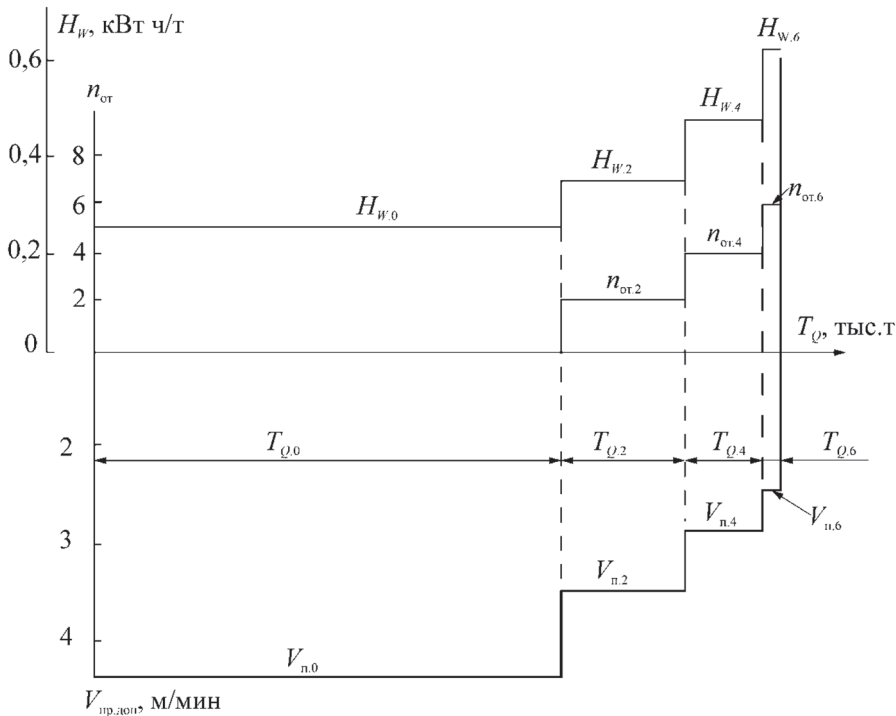 H_W, кВт ч/т
H_W.6
0,6
n_от
H_W.4
0,4
8
H_W.2
n_от.6
6
H_W.0
n_от.4
0,2
4
n_от.2
2
0
T_Q, тыс.т
2
T_Q.0
T_Q.2
T_Q.4
T_Q.6
V_п.4
V_п.6
3
V_п.2
4
V_п.0
V_пр.доп, м/мин